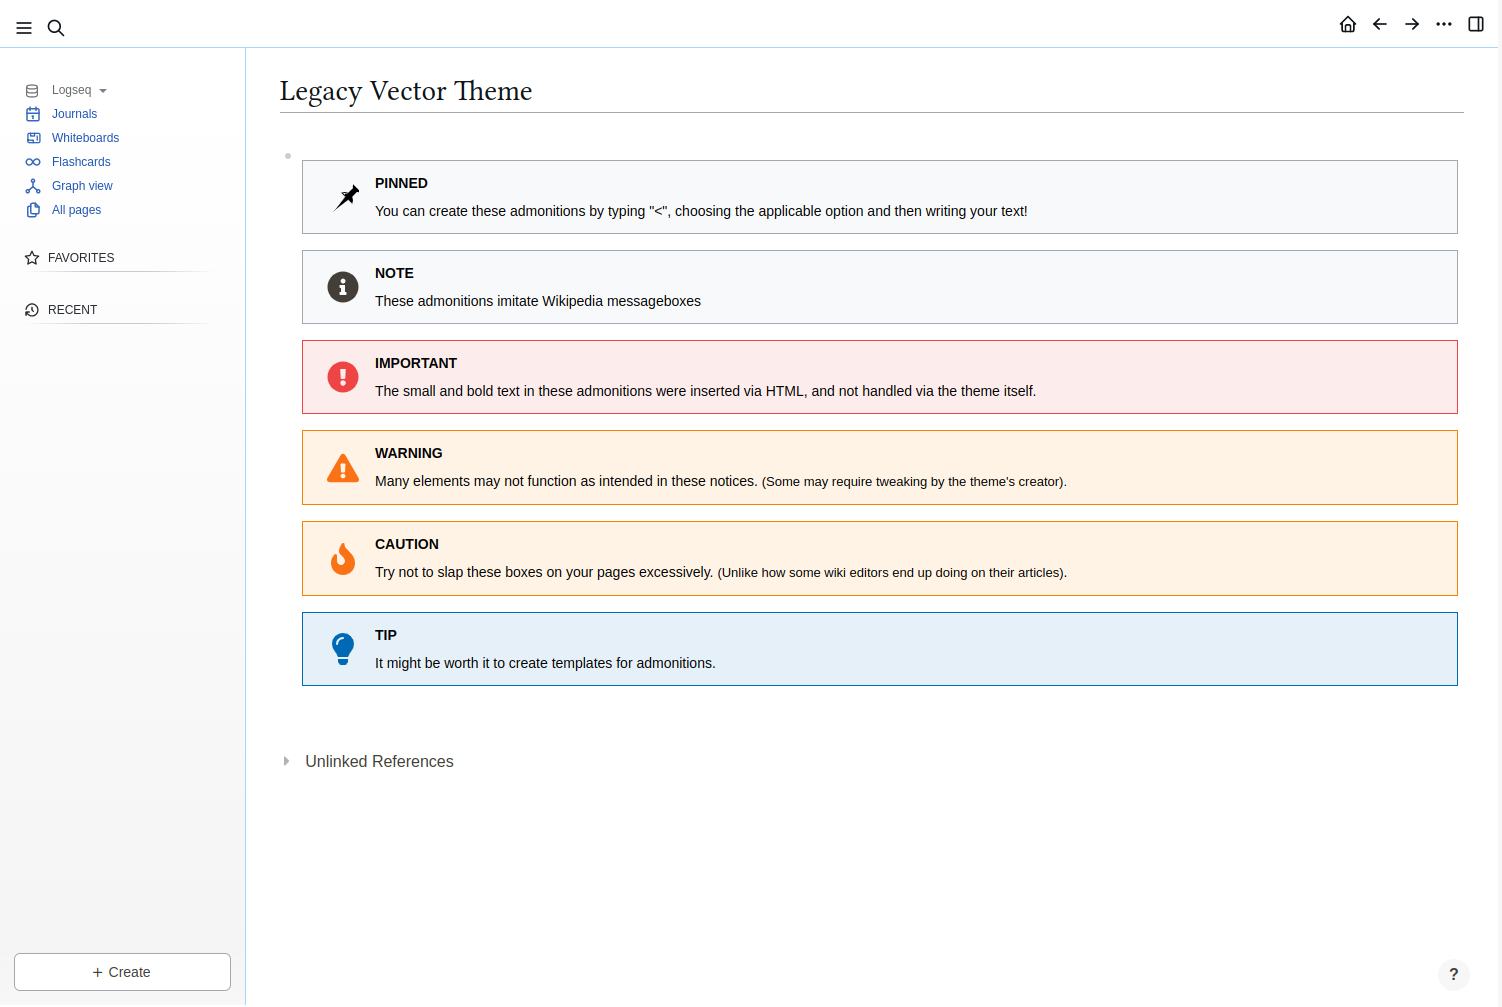 Logseq
Journals
Whiteboards
Flashcards
Graph view
All pages
FAVORITES
RECENT
+ Create
Legacy Vector Theme
PINNED
You can create these admonitions by typing "<", choosing the applicable option and then writing your text!
NOTE
These admonitions imitate Wikipedia messageboxes
IMPORTANT
The small and bold text in these admonitions were inserted via HTML, and not handled via the theme itself.
WARNING
Many elements may not function as intended in these notices. (Some may require tweaking by the theme's creator).
CAUTION
Try not to slap these boxes on your pages excessively. (Unlike how some wiki editors end up doing on their articles).
TIP
It might be worth it to create templates for admonitions.
Unlinked References
?